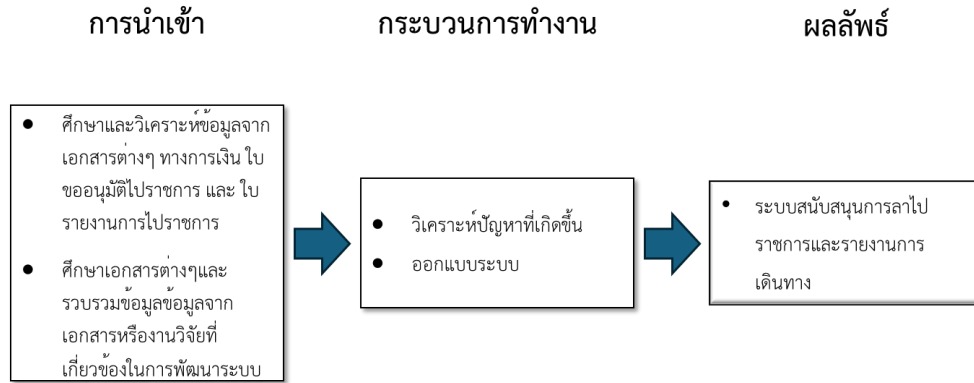 การนำเข้า
กระบวนการทำงาน
ผลลัพธ์
● ศึกษาและวิเคราะห์ข้อมูลจาก
เอกสารต่างๆ ทางการเงิน ใบ
ขออนุมัติไปราชการ และ ใบ
รายงานการไปราชการ
● ศึกษาเอกสารต่างๆและ
รวบรวมข้อมูลข้อมูลจาก
เอกสารหรืองานวิจัยที่
เกี่ยวข้องในการพัฒนาระบบ
● วิเคราะห์ปัญหาที่เกิดขึ้น
● ออกแบบระบบ
• ระบบสนับสนุนการลาไป
ราชการและรายงานการ
เดินทาง